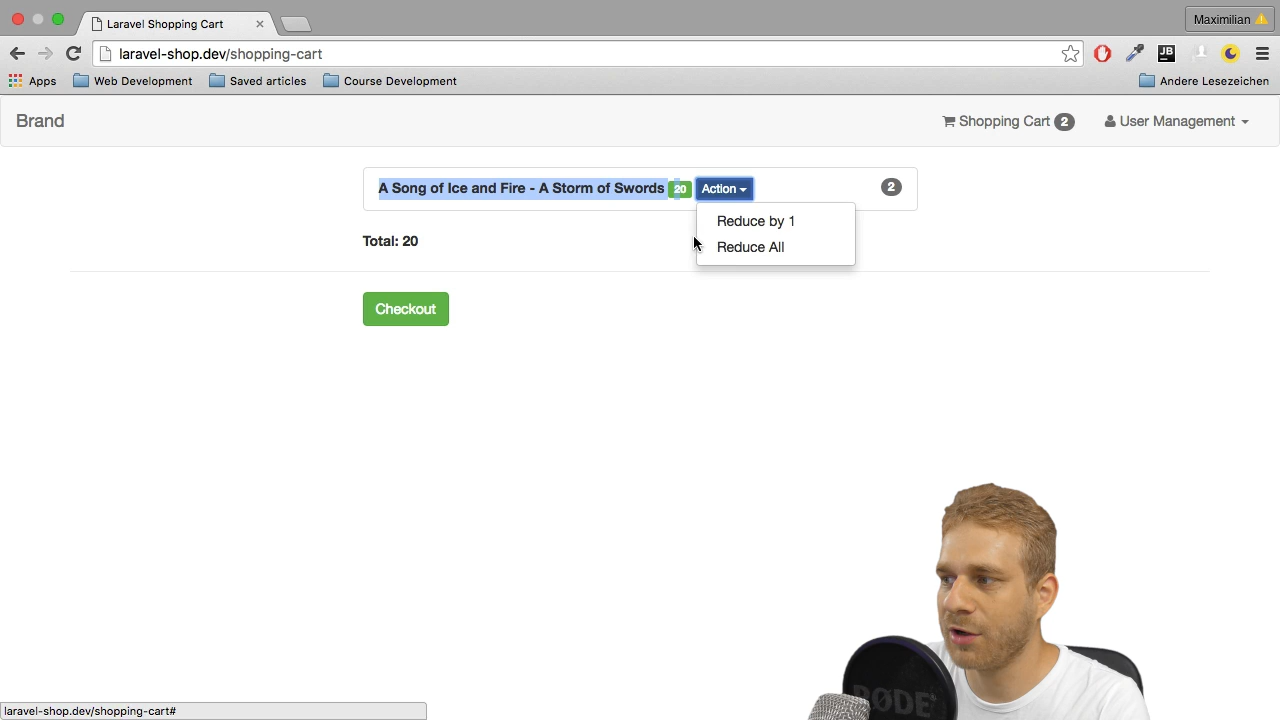 Laravel Shopping Cart
Maximilian
laravel-shop.dev/shopping-cart
JB
Apps
Web Development
Saved articles
Course Development
Andere Lesezeichen
Brand
Shopping Cart 2
User Management
A Song of Ice and Fire - A Storm of Swords 20 Action 2
Reduce by 1
Reduce All
Total: 20
Checkout
RØDE
laravel-shop.dev/shopping-cart#